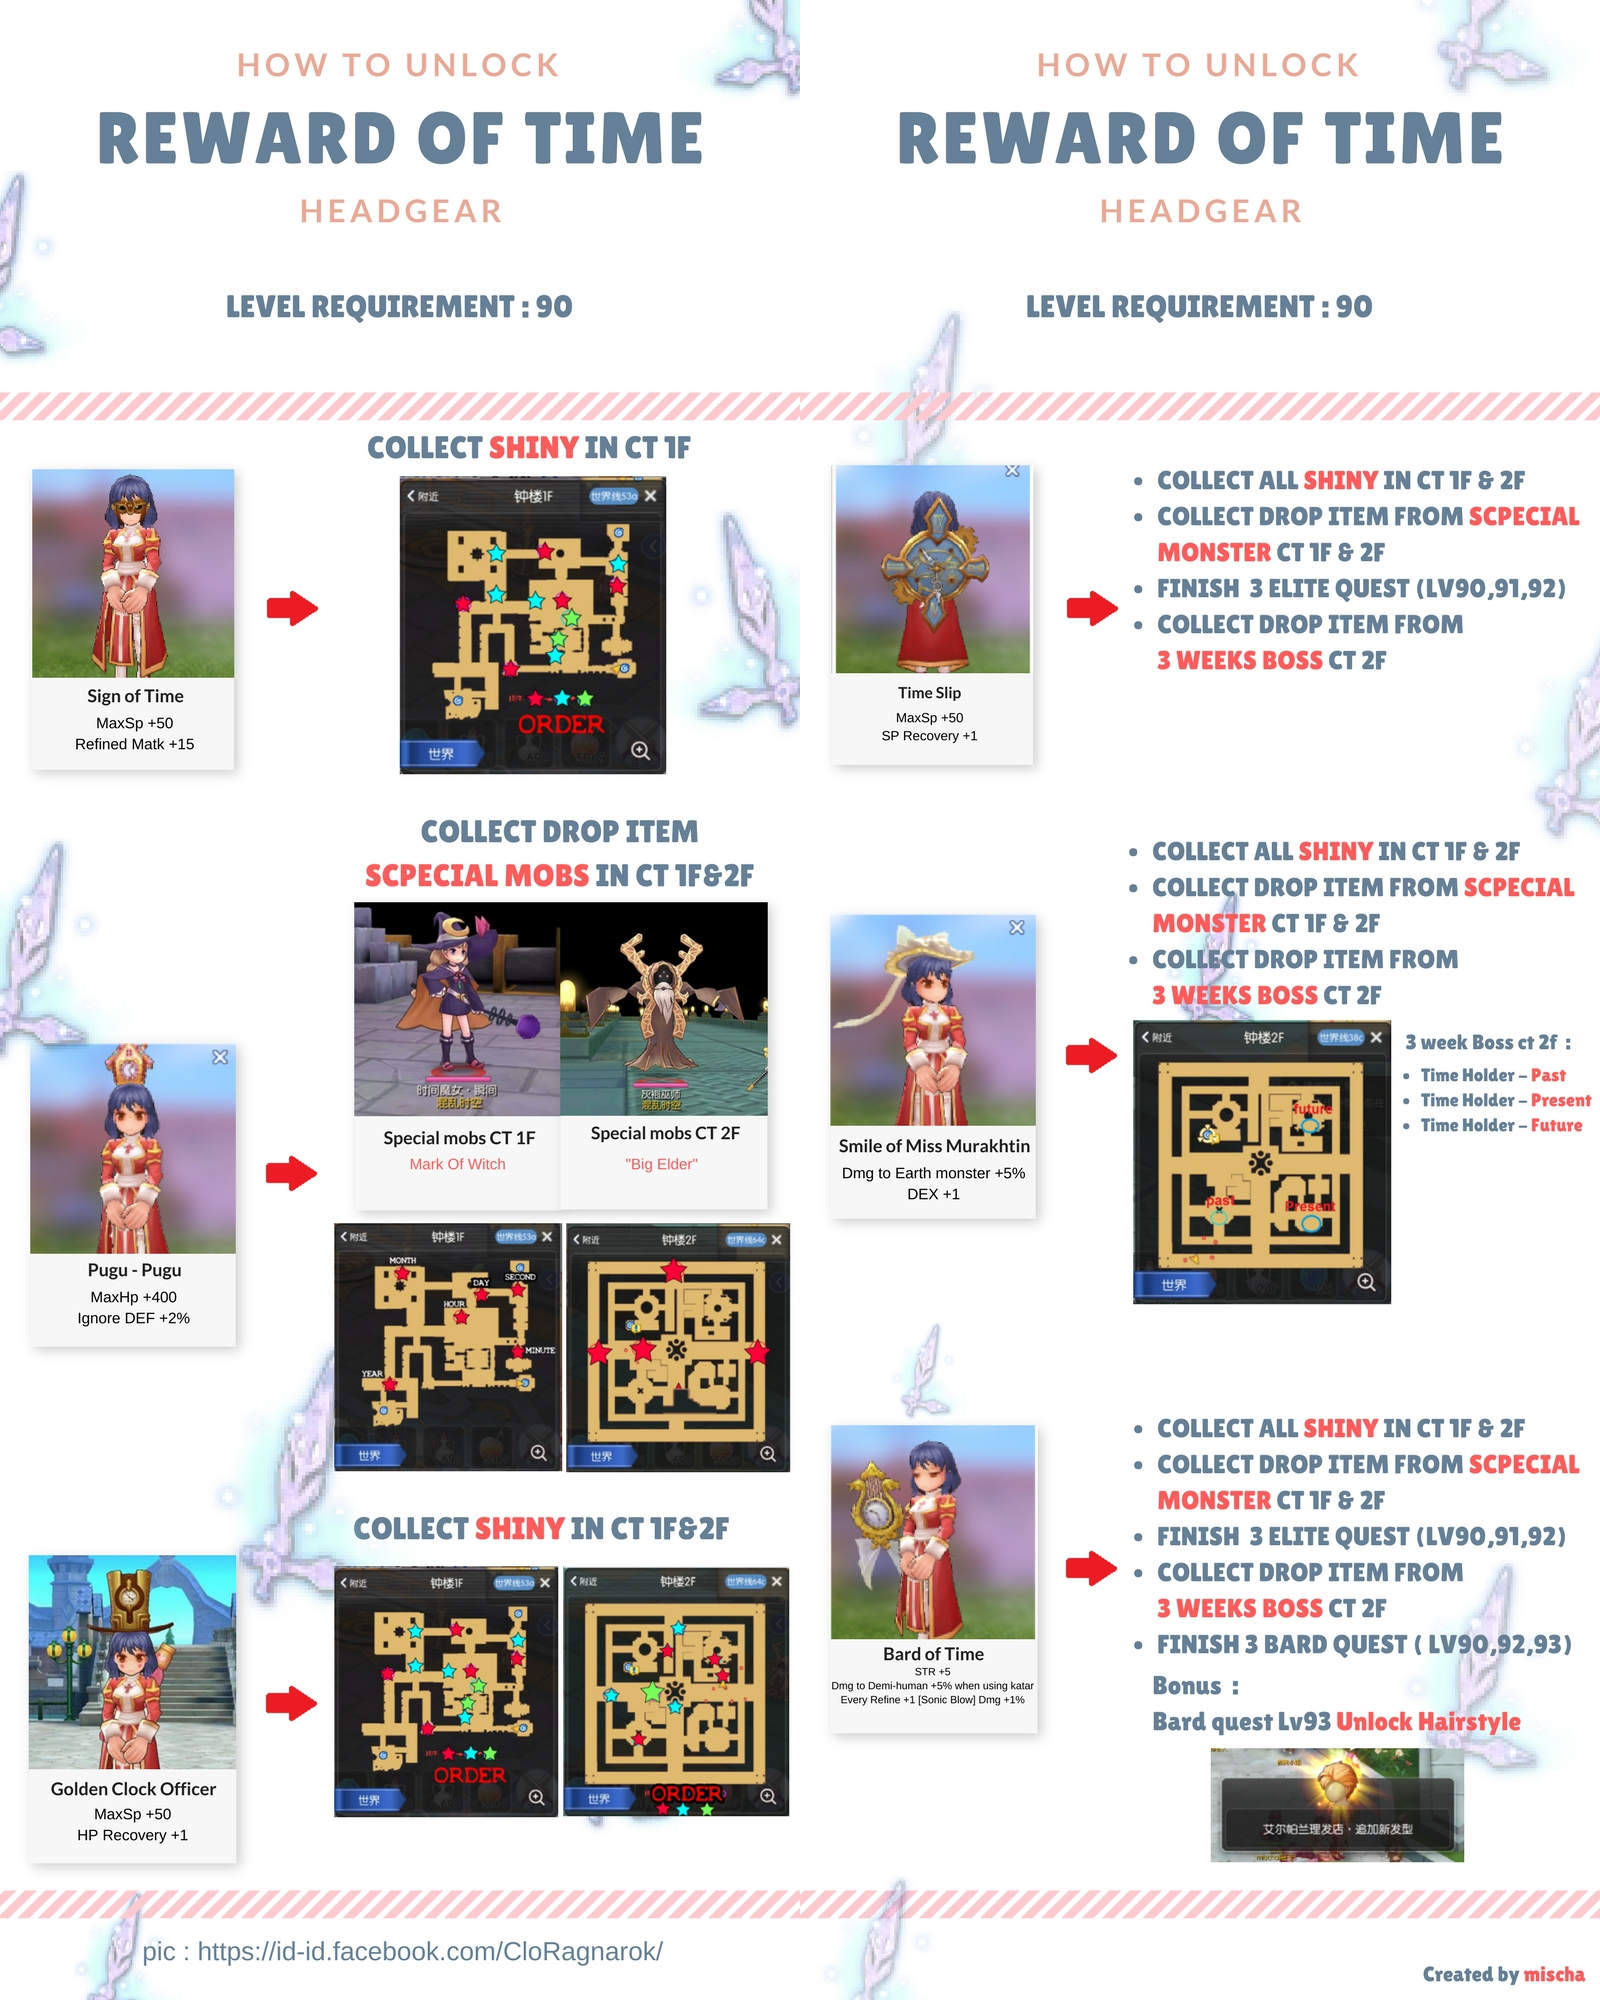 HOW TO UNLOCK
REWARD OF TIME
HEADGEAR
LEVEL REQUIREMENT : 90
COLLECT SHINY IN CT 1F
附近
钟楼1F
世界线53α
ORDER
世界
Sign of Time
MaxSp +50
Refined Matk +15
COLLECT DROP ITEM
SCPECIAL MOBS IN CT 1F&2F
时间魔女·瞬间
混乱时空
灰袍巫师
混乱时空
Special mobs CT 1F
Mark Of Witch
Special mobs CT 2F
"Big Elder"
Pugu - Pugu
MaxHp +400
Ignore DEF +2%
附近
钟楼1F
世界线53α
MONTH
DAY
SECOND
HOUR
MINUTE
YEAR
世界
附近
钟楼2F
世界线64c
世界
COLLECT SHINY IN CT 1F&2F
附近
钟楼1F
世界线53α
ORDER
世界
附近
钟楼2F
世界线64c
ORDER
世界
Golden Clock Officer
MaxSp +50
HP Recovery +1
pic : https://id-id.facebook.com/CloRagnarok/
HOW TO UNLOCK
REWARD OF TIME
HEADGEAR
LEVEL REQUIREMENT : 90
Time Slip
MaxSp +50
SP Recovery +1
• COLLECT ALL SHINY IN CT 1F & 2F
• COLLECT DROP ITEM FROM SCPECIAL
MONSTER CT 1F & 2F
• FINISH 3 ELITE QUEST (LV90,91,92)
• COLLECT DROP ITEM FROM
3 WEEKS BOSS CT 2F
Smile of Miss Murakhtin
Dmg to Earth monster +5%
DEX +1
• COLLECT ALL SHINY IN CT 1F & 2F
• COLLECT DROP ITEM FROM SCPECIAL
MONSTER CT 1F & 2F
• COLLECT DROP ITEM FROM
3 WEEKS BOSS CT 2F
附近
钟楼2F
世界线38c
future
past
Present
世界
3 week Boss ct 2f :
• Time Holder - Past
• Time Holder - Present
• Time Holder - Future
Bard of Time
STR +5
Dmg to Demi-human +5% when using katar
Every Refine +1 [Sonic Blow] Dmg +1%
• COLLECT ALL SHINY IN CT 1F & 2F
• COLLECT DROP ITEM FROM SCPECIAL
MONSTER CT 1F & 2F
• FINISH 3 ELITE QUEST (LV90,91,92)
• COLLECT DROP ITEM FROM
3 WEEKS BOSS CT 2F
• FINISH 3 BARD QUEST ( LV90,92,93)
Bonus :
Bard quest Lv93 Unlock Hairstyle
艾尔帕兰理发店·追加新发型
Created by mischa